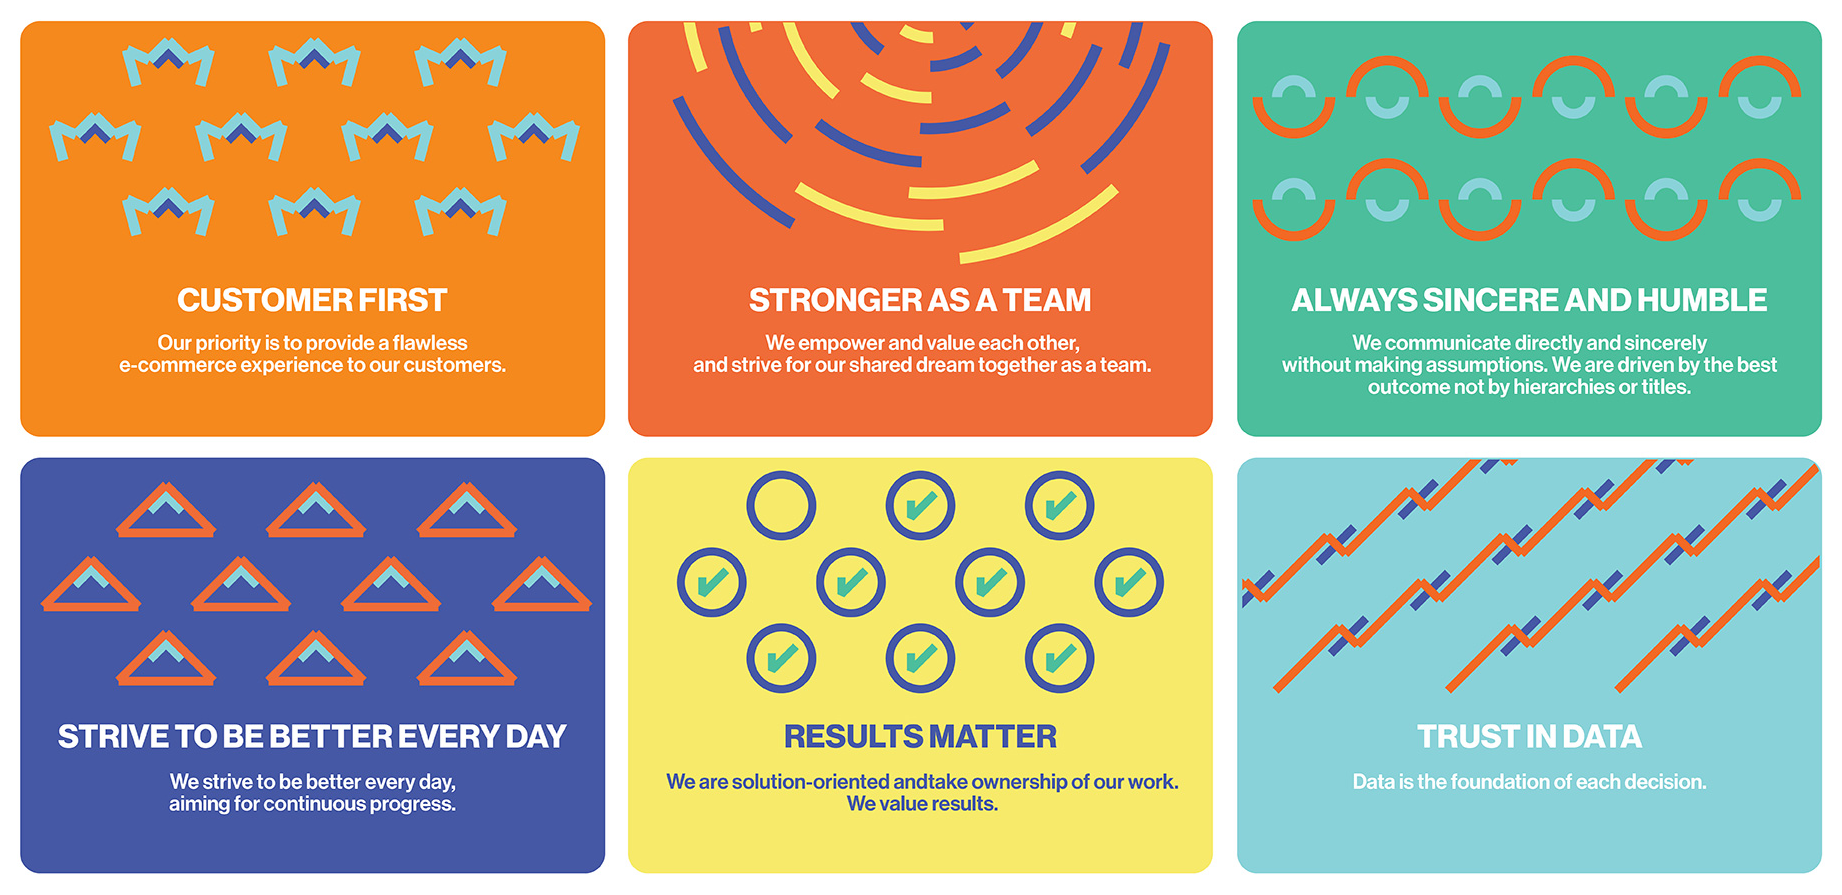 CUSTOMER FIRST
Our priority is to provide a flawless
e-commerce experience to our customers.
STRONGER AS A TEAM
We empower and value each other,
and strive for our shared dream together as a team.
ALWAYS SINCERE AND HUMBLE
We communicate directly and sincerely
without making assumptions. We are driven by the best
outcome not by hierarchies or titles.
STRIVE TO BE BETTER EVERY DAY
We strive to be better every day,
aiming for continuous progress.
RESULTS MATTER
We are solution-oriented andtake ownership of our work.
We value results.
TRUST IN DATA
Data is the foundation of each decision.